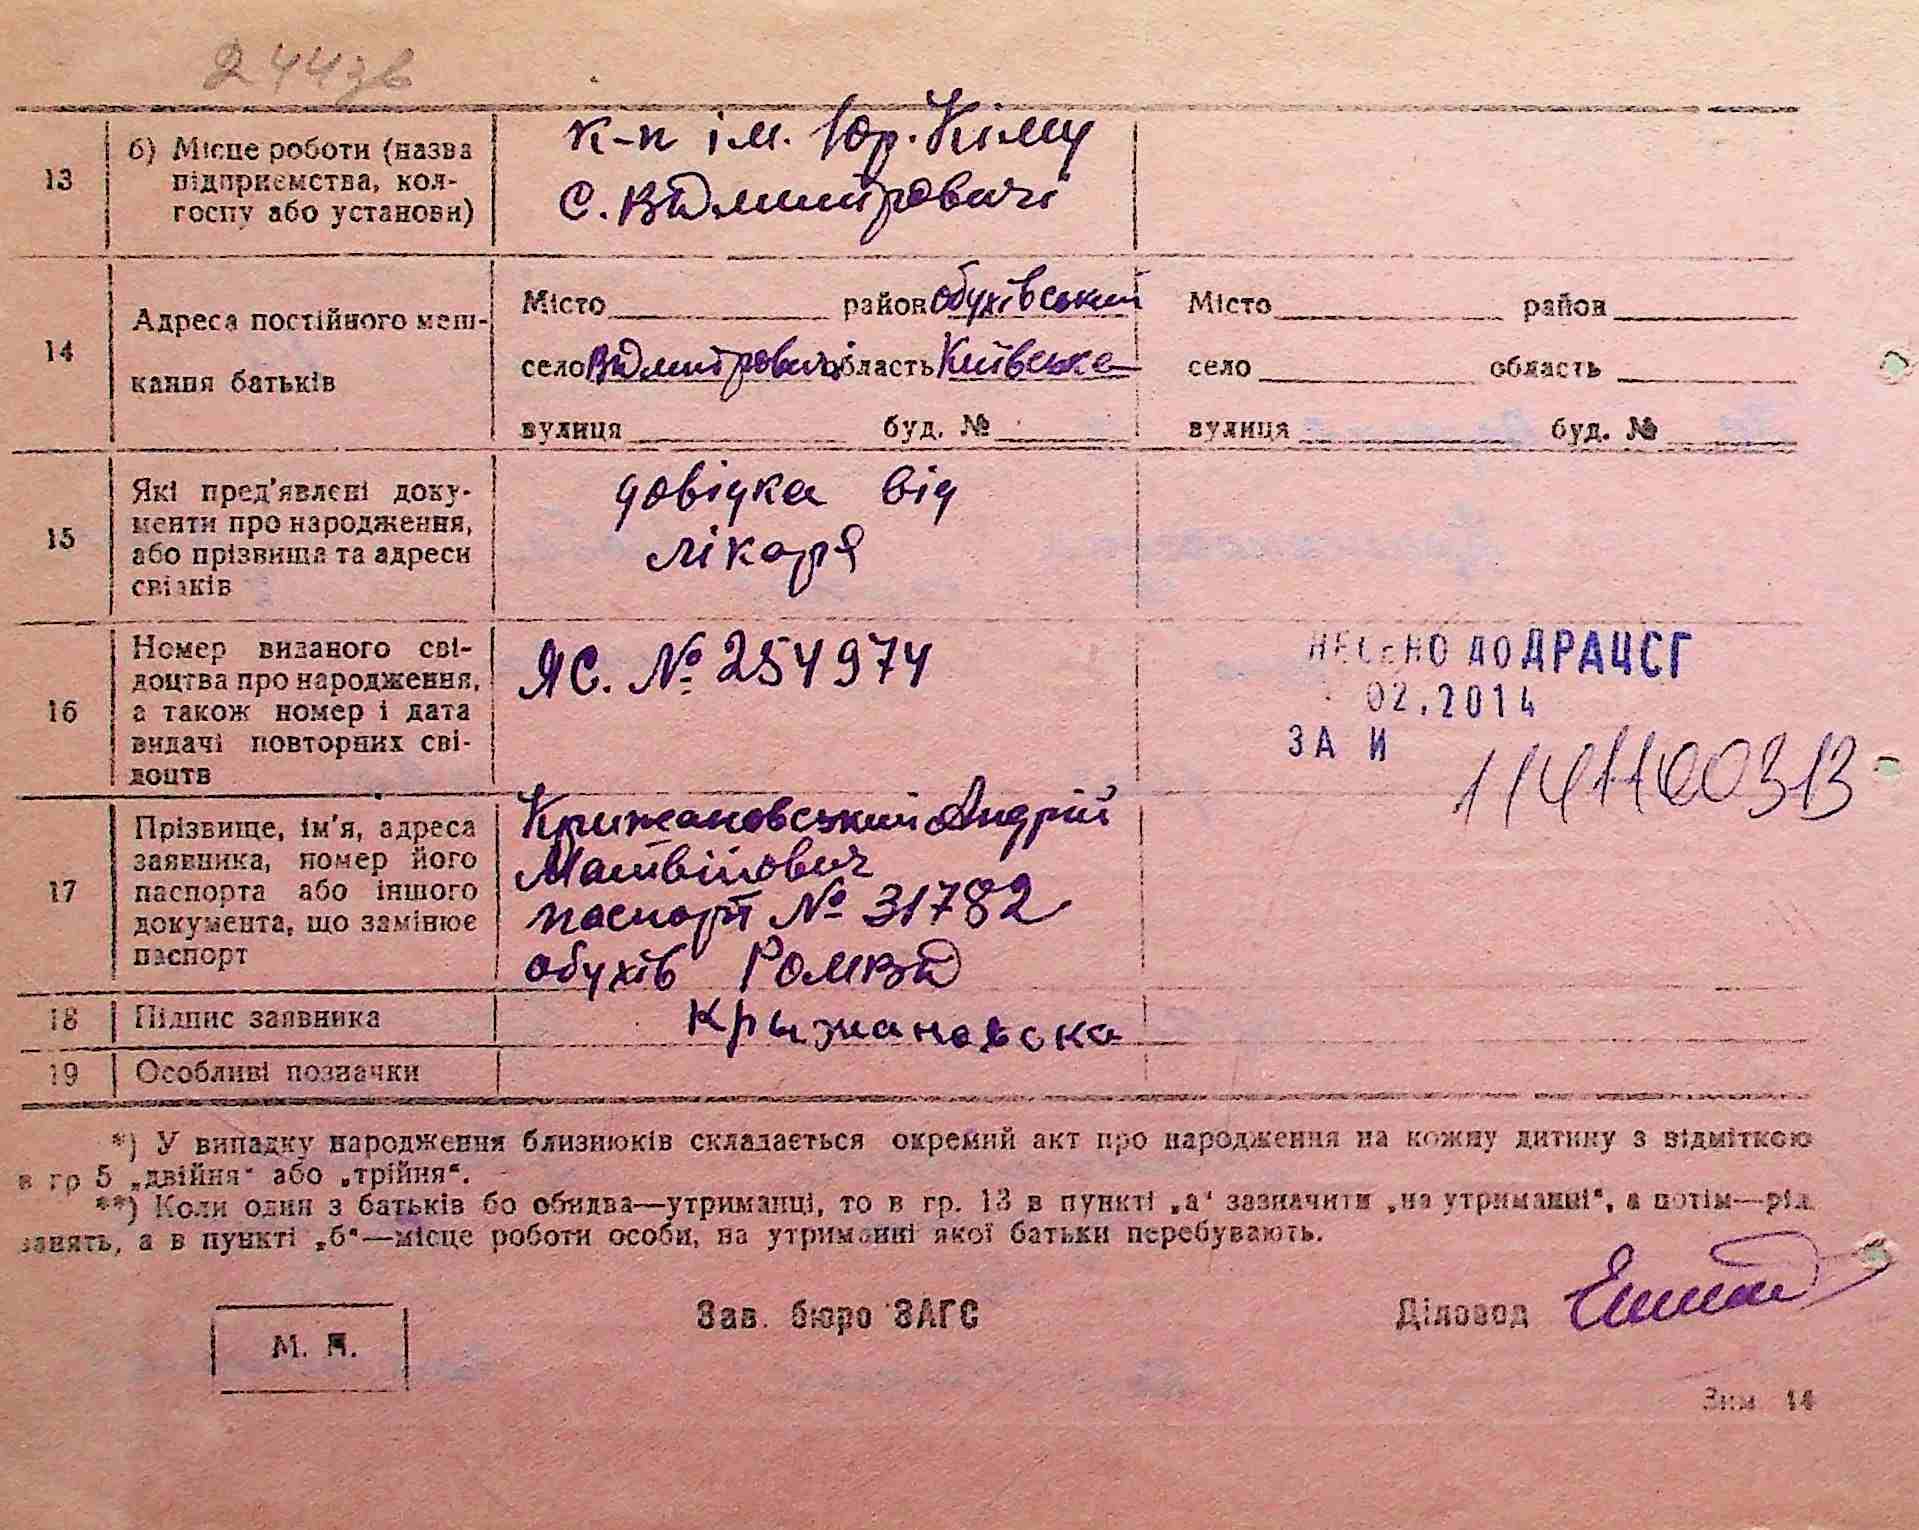 244зв
13 б) Місце роботи (назва підприємства, кол-
госпу або установи)
к-п ім. Юр. Кіму
с. ВДмитровичі
14 Адреса постійного меш-
кання батьків
Місто район обухівський
село ВДмитровичі область Київська
вулиця буд. №
Місто район
село область
вулиця буд. №
15 Які пред'явлені доку-
менти про народження,
або прізвища та адреси
свідків
довідка від
лікаря
16 Номер виданого сві-
доцтва про народження,
а також номер і дата
видачі повторних сві-
доцтв
ЯС. № 254974
НЕСЕНО ДО ДРАЦСГ
02.2014
ЗА И
17 Прізвище, ім'я, адреса
заявника, номер його
паспорта або іншого
документа, що замінює
паспорт
Крижановський Андрій
Матвійович
паспорт № 31782
обухів РОМВД
18 Підпис заявника
Крыжановска
19 Особливі позначки
*) У випадку народження близнюків складається окремий акт про народження на кожну дитину з відміткою
в гр 5 „двійня" або „трійня".
**) Коли один з батьків бо обидва—утриманці, то в гр. 13 в пункті „а" зазначити „на утриманні", а потім—рід
занять, а в пункті „б"—місце роботи особи, на утриманні якої батьки перебувають.
М. П.
Зав. бюро ЗАГС
Діловод
Зим 14